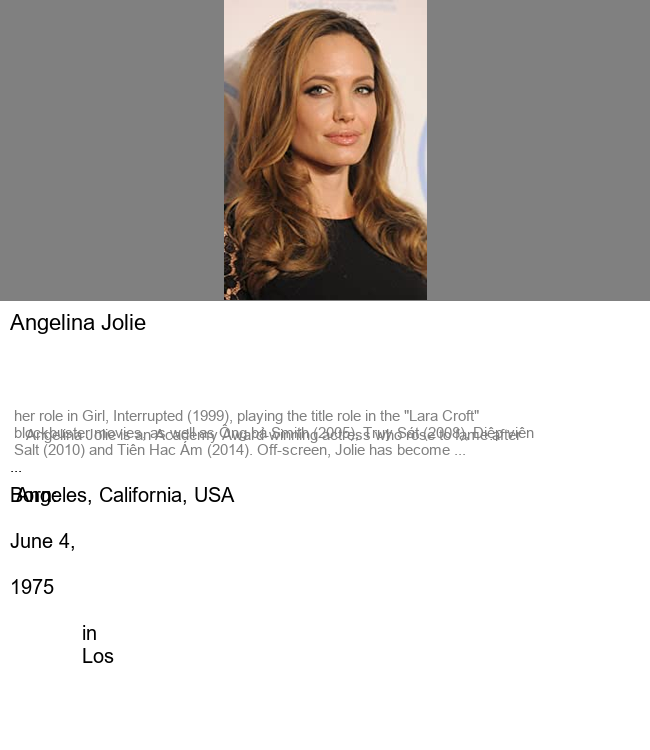 Angelina Jolie
Angelina Jolie is an Academy Award-winning actress who rose to fame after
her role in Girl, Interrupted (1999), playing the title role in the "Lara Croft"
blockbuster movies, as well as Ông bà Smith (2005), Truy Sát (2008), Điệp viên
Salt (2010) and Tiên Hac Ám (2014). Off-screen, Jolie has become ...
...
Born:
Angeles, California, USA
June 4,
1975
in
Los